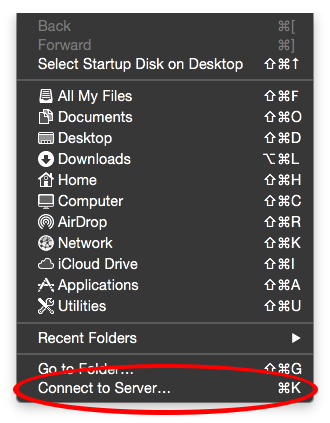 Back ⌘[
Forward ⌘]
Select Startup Disk on Desktop ⇧⌘↑
All My Files ⇧⌘F
Documents ⇧⌘O
Desktop ⇧⌘D
Downloads ⌥⌘L
Home ⇧⌘H
Computer ⇧⌘C
AirDrop ⇧⌘R
Network ⇧⌘K
iCloud Drive ⇧⌘I
Applications ⇧⌘A
Utilities ⇧⌘U
Recent Folders ▶
Go to Folder... ⇧⌘G
Connect to Server... ⌘K